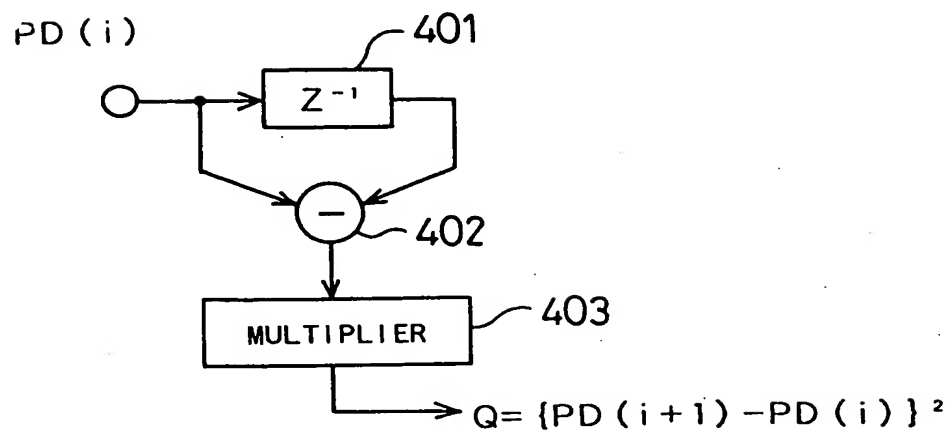 PD (i)
401
Z⁻¹
−
402
MULTIPLIER
403
Q= {PD (i+1) −PD (i) } ²